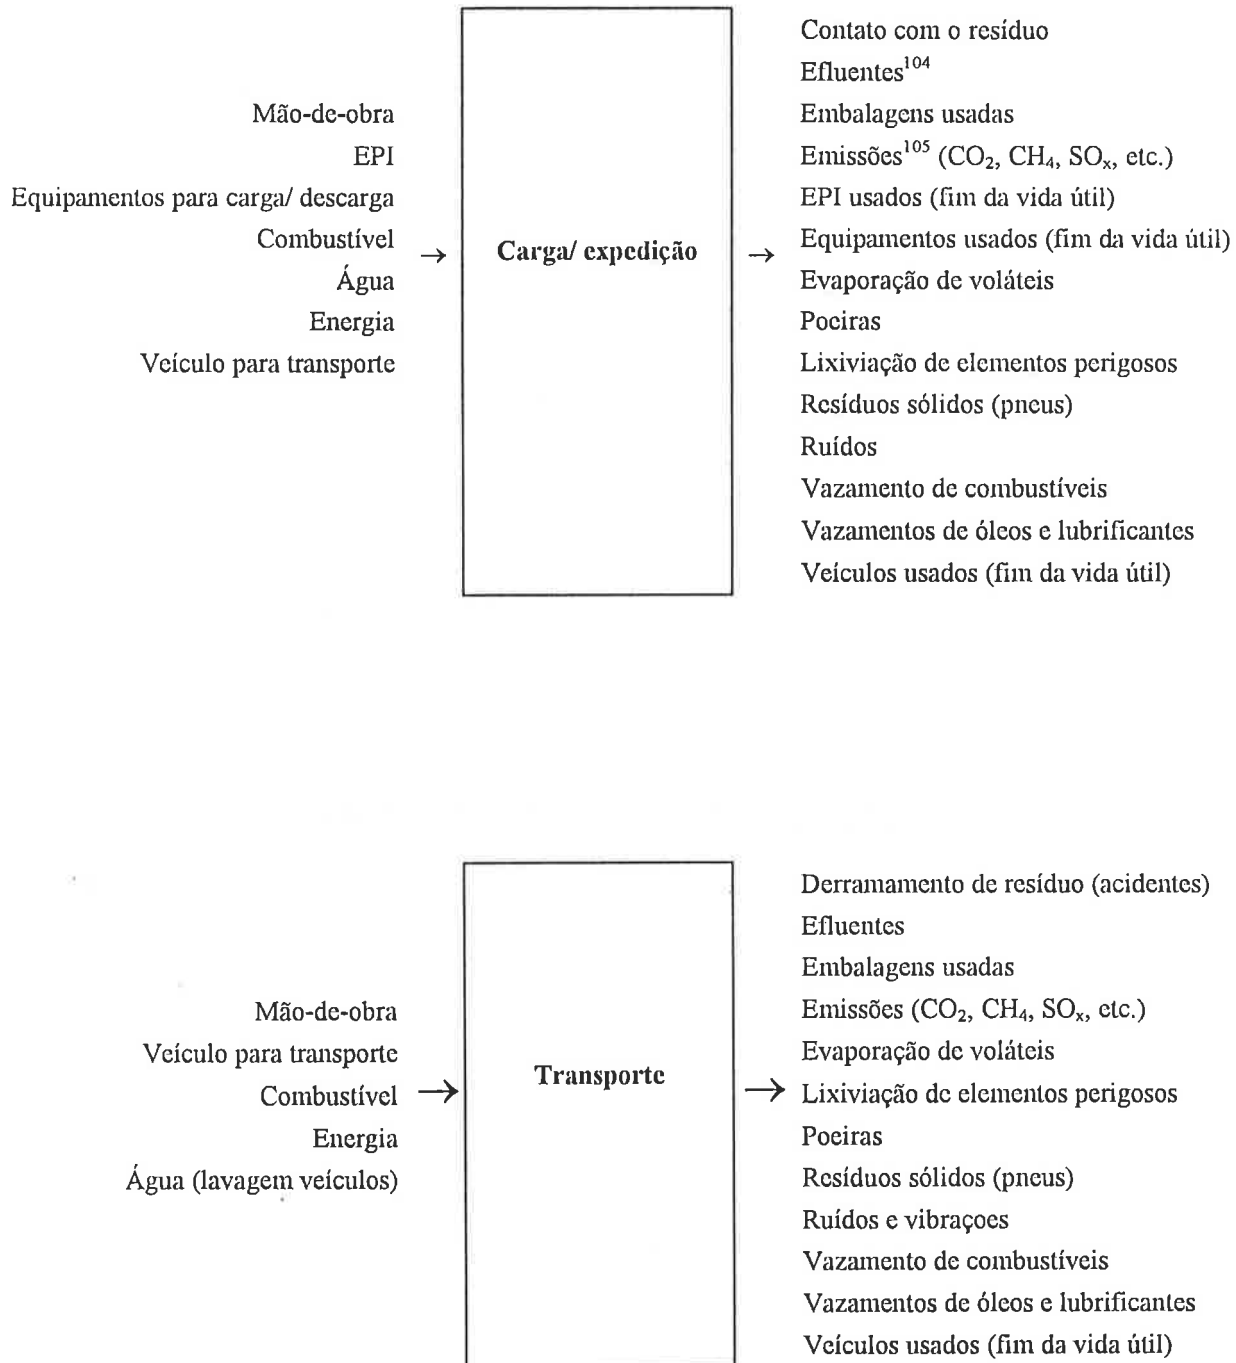 Mão-de-obra
EPI
Equipamentos para carga/ descarga
Combustível
Água
Energia
Veículo para transporte
→
Carga/ expedição
→
Contato com o resíduo
Efluentes¹⁰⁴
Embalagens usadas
Emissões¹⁰⁵ (CO₂, CH₄, SOₓ, etc.)
EPI usados (fim da vida útil)
Equipamentos usados (fim da vida útil)
Evaporação de voláteis
Poeiras
Lixiviação de elementos perigosos
Resíduos sólidos (pneus)
Ruídos
Vazamento de combustíveis
Vazamentos de óleos e lubrificantes
Veículos usados (fim da vida útil)
Mão-de-obra
Veículo para transporte
Combustível
Energia
Água (lavagem veículos)
→
Transporte
→
Derramamento de resíduo (acidentes)
Efluentes
Embalagens usadas
Emissões (CO₂, CH₄, SOₓ, etc.)
Evaporação de voláteis
Lixiviação de elementos perigosos
Poeiras
Resíduos sólidos (pneus)
Ruídos e vibraçoes
Vazamento de combustíveis
Vazamentos de óleos e lubrificantes
Veículos usados (fim da vida útil)